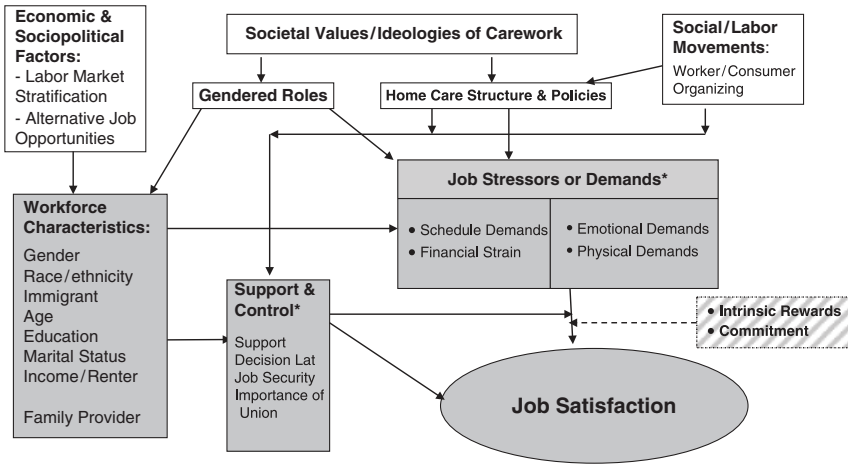 Economic &
Sociopolitical
Factors:
- Labor Market
Stratification
- Alternative Job
Opportunities
Societal Values/Ideologies of Carework
Social/Labor
Movements:
Worker/Consumer
Organizing
Gendered Roles
Home Care Structure & Policies
Job Stressors or Demands*
• Schedule Demands
• Financial Strain
• Emotional Demands
• Physical Demands
Workforce
Characteristics:
Gender
Race/ethnicity
Immigrant
Age
Education
Marital Status
Income/Renter
Family Provider
Support &
Control*
Support
Decision Lat
Job Security
Importance of
Union
• Intrinsic Rewards
• Commitment
Job Satisfaction